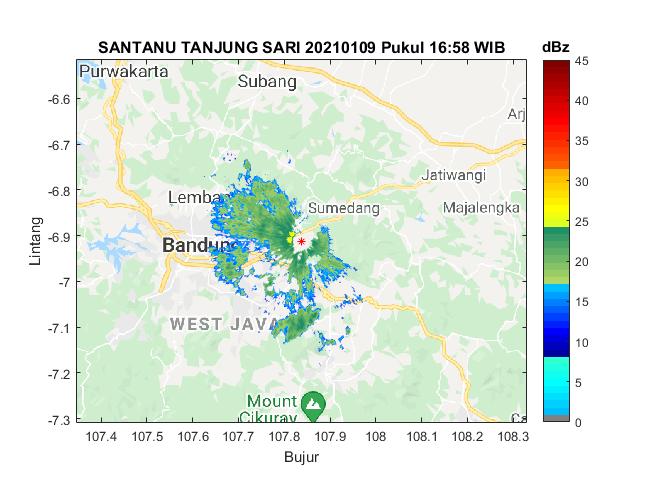 SANTANU TANJUNG SARI 20210109 Pukul 16:58 WIB
dBz
Purwakarta
Subang
Arj
Jatiwangi
Lemba
Sumedang
Majalengka
Bandung
WEST JAVA
Mount
Cikuray
-6.6
-6.7
-6.8
-6.9
-7
-7.1
-7.2
-7.3
Lintang
107.4 107.5 107.6 107.7 107.8 107.9 108 108.1 108.2 108.3
Bujur
45
40
35
30
25
20
15
10
5
0